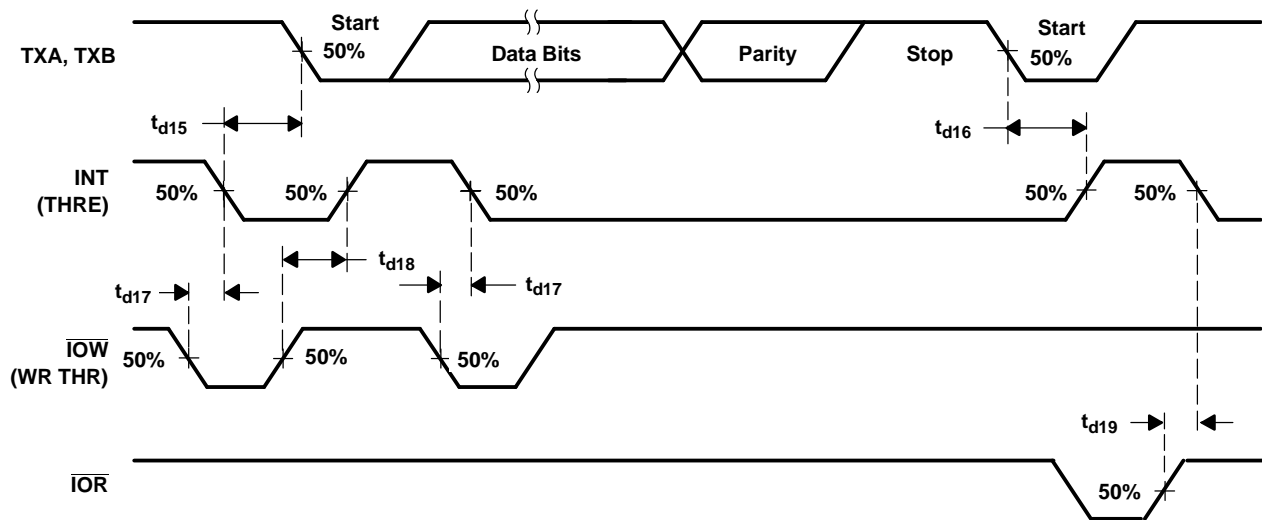 Start
Start
TXA, TXB
50%
Data Bits
Parity
Stop
50%
td15
td16
INT
(THRE)
50%
50%
50%
50%
50%
td18
td17
td17
IOW
(WR THR)
50%
50%
50%
td19
IOR
50%